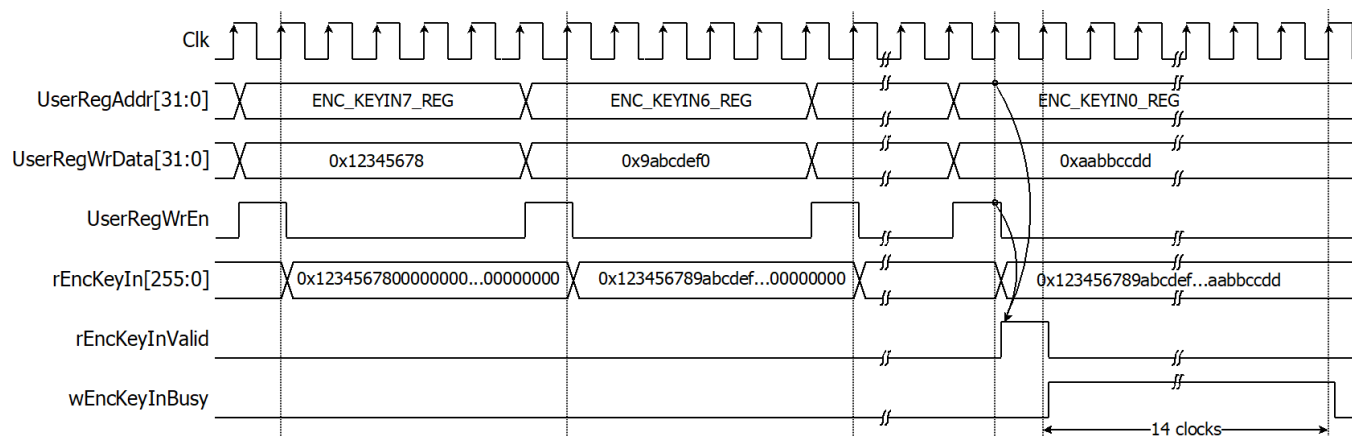 Clk
UserRegAddr[31:0] ENC_KEYIN7_REG ENC_KEYIN6_REG ENC_KEYIN0_REG
UserRegWrData[31:0] 0x12345678 0x9abcdef0 0xaabbccdd
UserRegWrEn
rEncKeyIn[255:0] 0x1234567800000000...00000000 0x123456789abcdef...00000000 0x123456789abcdef...aabbccdd
rEncKeyInValid
wEncKeyInBusy
14 clocks